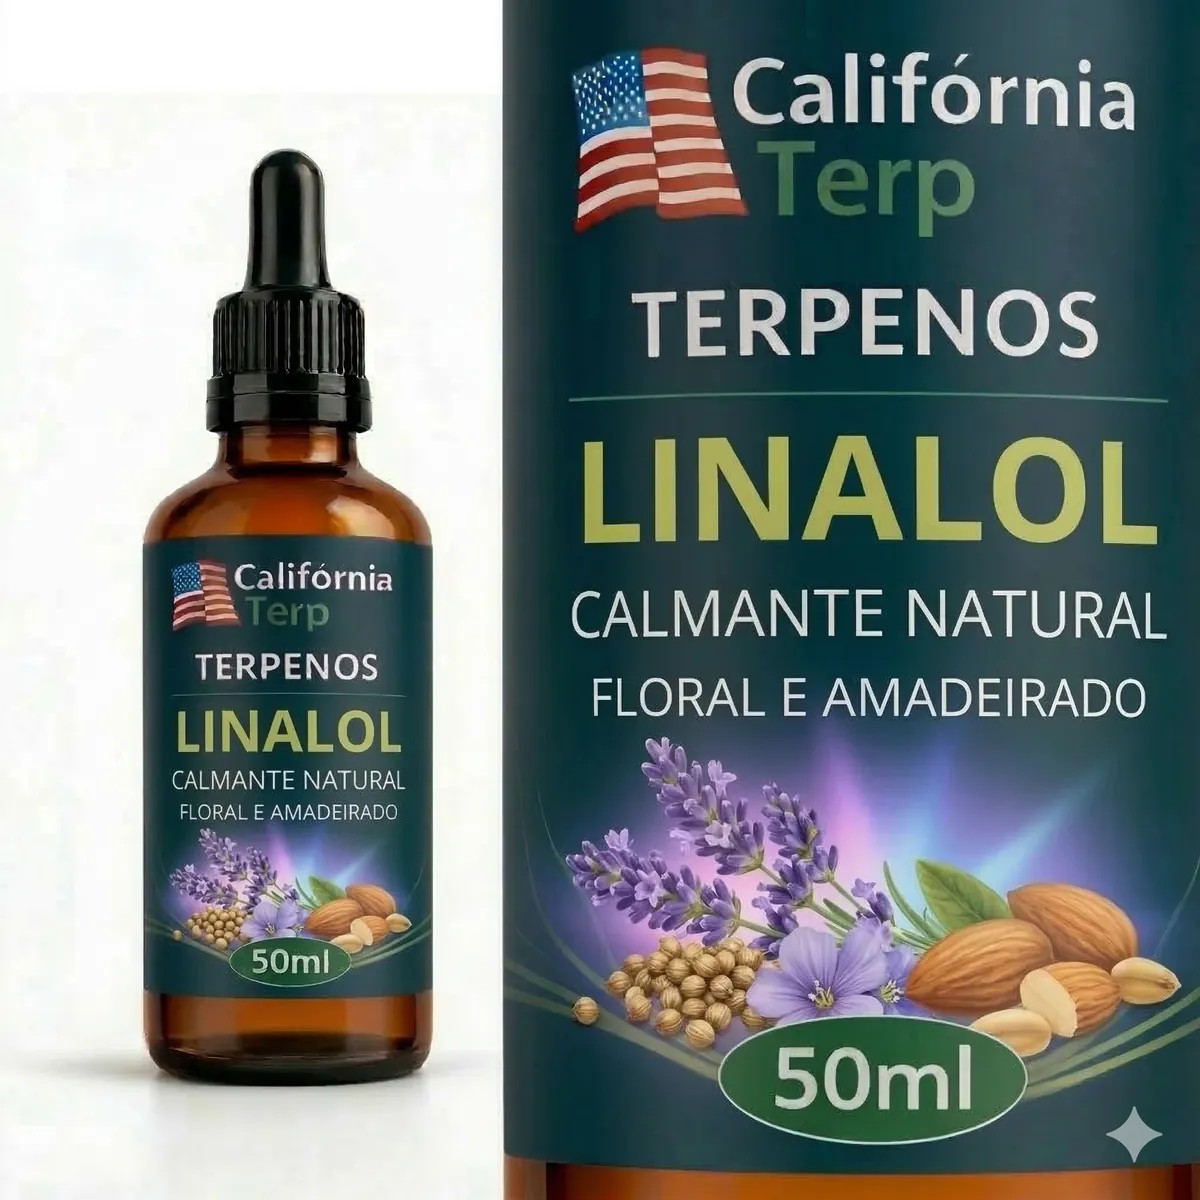 Califórnia
Terp
TERPENOS
LINALOL
CALMANTE NATURAL
FLORAL E AMADEIRADO
50ml
Califórnia
Terp
TERPENOS
LINALOL
CALMANTE NATURAL
FLORAL E AMADEIRADO
50ml